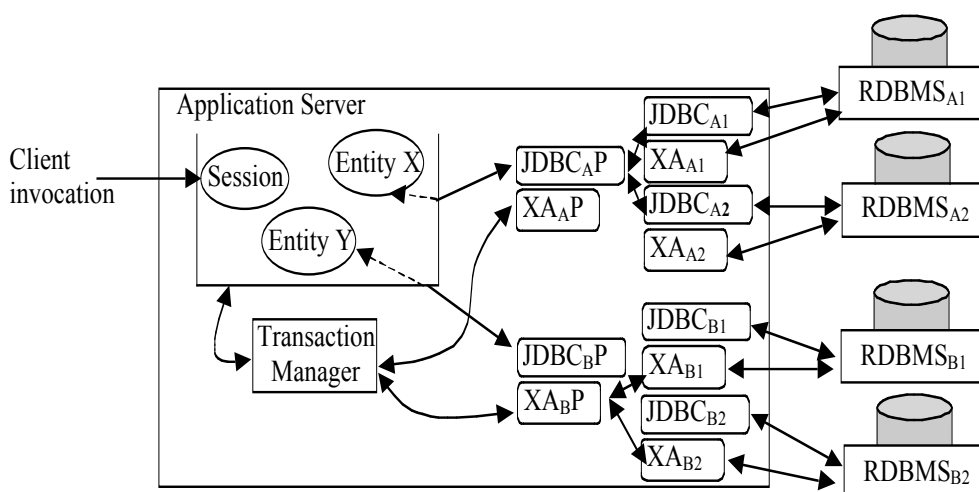 Application Server
Client
invocation
Session
Entity X
Entity Y
Transaction
Manager
JDBC_AP
XA_AP
JDBC_BP
XA_BP
JDBC_A1
XA_A1
JDBC_A2
XA_A2
JDBC_B1
XA_B1
JDBC_B2
XA_B2
RDBMS_A1
RDBMS_A2
RDBMS_B1
RDBMS_B2